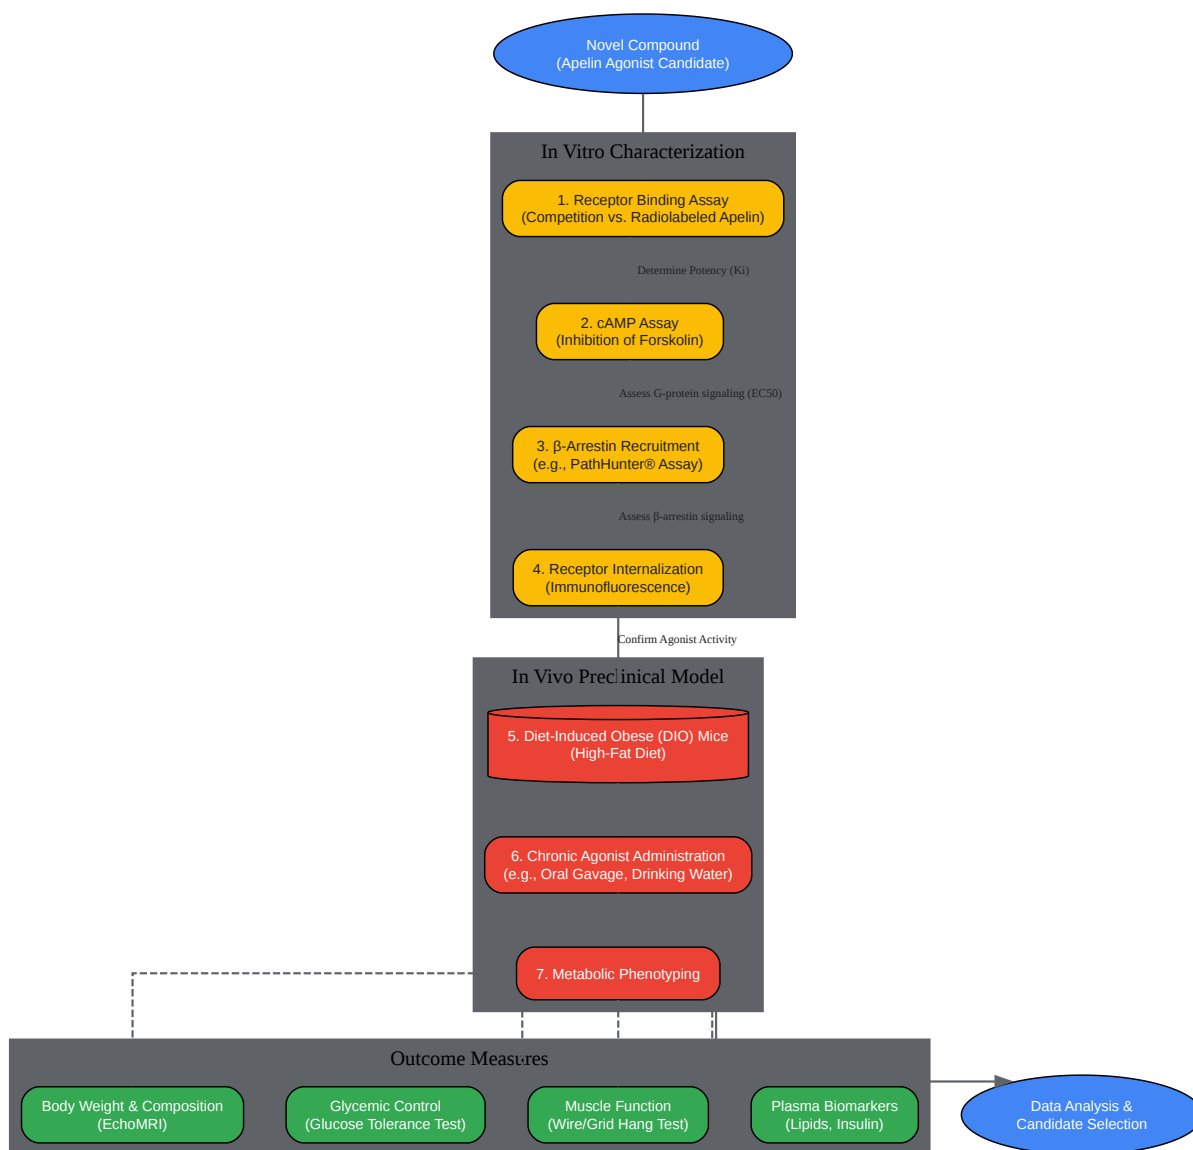 Novel Compound
(Apelin Agonist Candidate)
In Vitro Characterization
1. Receptor Binding Assay
(Competition vs. Radiolabeled Apelin)
Determine Potency (Ki)
2. cAMP Assay
(Inhibition of Forskolin)
Assess G-protein signaling (EC50)
3. β-Arrestin Recruitment
(e.g., PathHunter® Assay)
Assess β-arrestin signaling
4. Receptor Internalization
(Immunofluorescence)
Confirm Agonist Activity
In Vivo Preclinical Model
5. Diet-Induced Obese (DIO) Mice
(High-Fat Diet)
6. Chronic Agonist Administration
(e.g., Oral Gavage, Drinking Water)
7. Metabolic Phenotyping
Outcome Measures
Body Weight & Composition
(EchoMRI)
Glycemic Control
(Glucose Tolerance Test)
Muscle Function
(Wire/Grid Hang Test)
Plasma Biomarkers
(Lipids, Insulin)
Data Analysis &
Candidate Selection